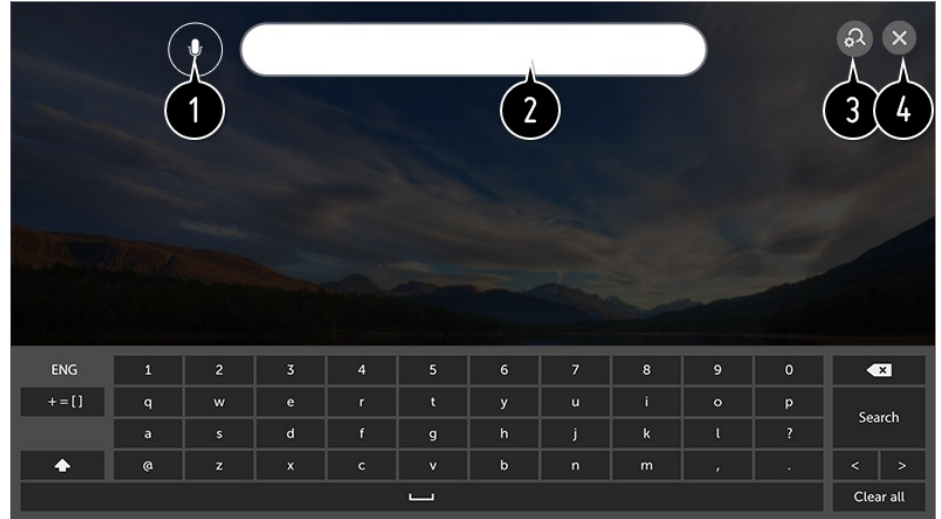 1 2 3 4
ENG 1 2 3 4 5 6 7 8 9 0
+=[] q w e r t y u i o p
Search
a s d f g h j k l ?
@ z x c v b n m , . < >
Clear all